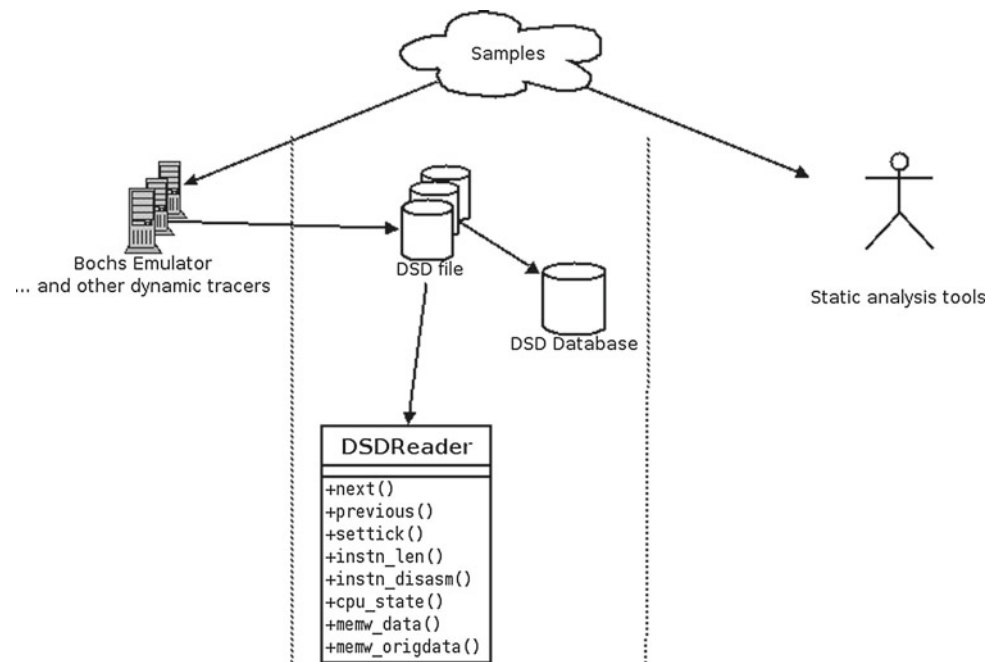 Samples
Bochs Emulator
... and other dynamic tracers
DSD file
DSD Database
Static analysis tools
DSDReader
+next()
+previous()
+settick()
+instn_len()
+instn_disasm()
+cpu_state()
+memw_data()
+memw_origdata()